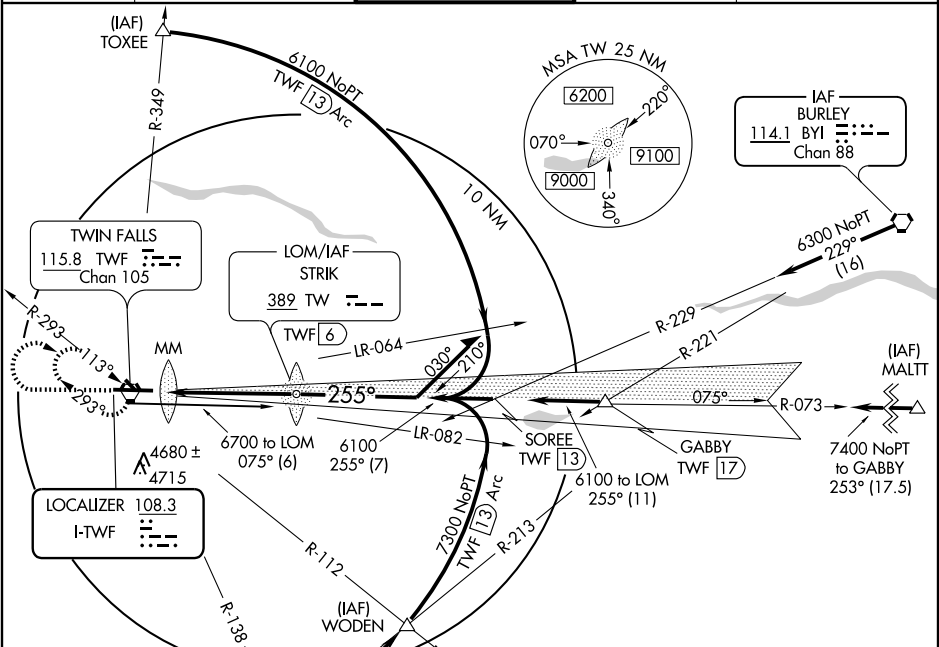 (IAF)
TOXEE
6100 NoPT
TWF 13 Arc
R-349
MSA TW 25 NM
6200
220°
070°
9100
9000
340°
IAF
BURLEY
114.1 BYI
Chan 88
10 NM
6300 NoPT
229°
(16)
TWIN FALLS
115.8 TWF
Chan 105
LOM/IAF
STRIK
389 TW
TWF 6
R-293
113°
293°
MM
LR-064
030°
210°
R-229
R-221
(IAF)
MALTT
255°
075°
R-073
6700 to LOM
075° (6)
6100
255° (7)
LR-082
SOREE
TWF 13
GABBY
TWF 17
7400 NoPT
to GABBY
253° (17.5)
4680 ±
4715
6100 to LOM
255° (11)
LOCALIZER 108.3
I-TWF
7300 NoPT
TWF 13 Arc
R-213
R-112
R-138
(IAF)
WODEN